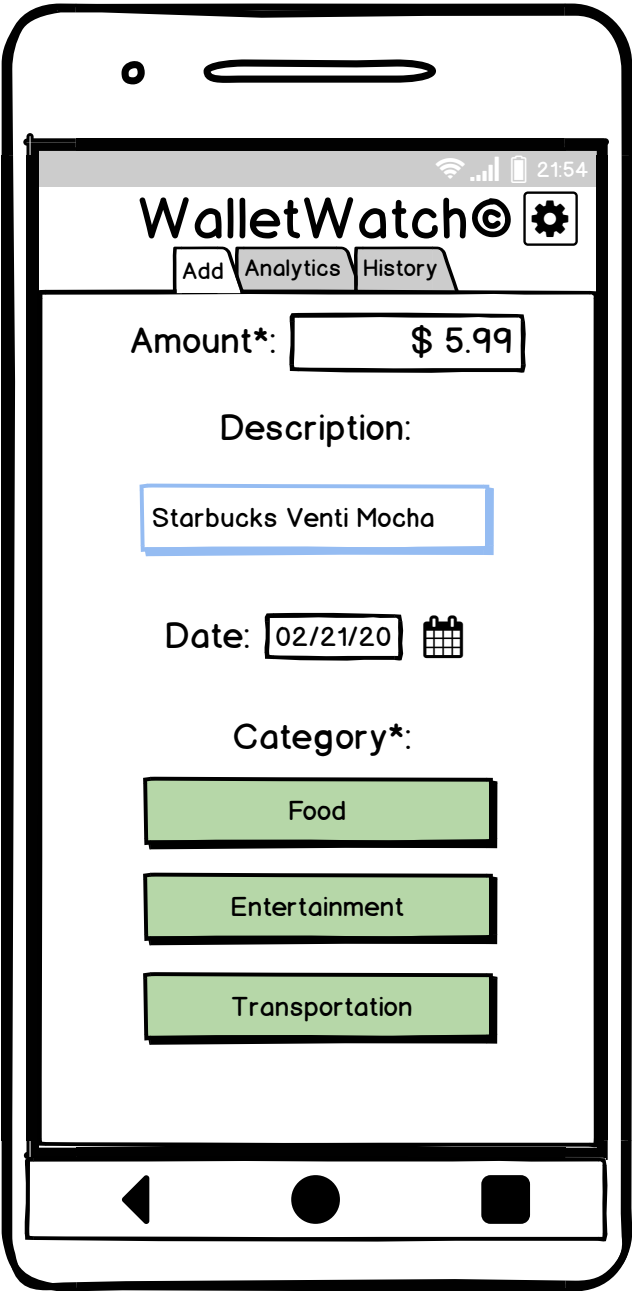 21:54
WalletWatch©
Add Analytics History
Amount*: $ 5.99
Description:
Starbucks Venti Mocha
Date: 02/21/20
Category*:
Food
Entertainment
Transportation